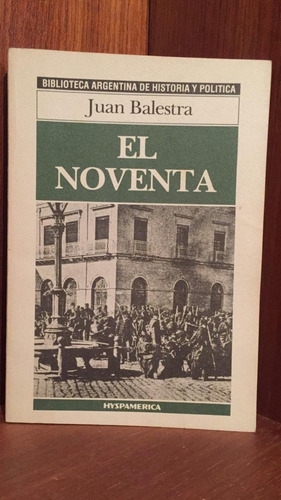 BIBLIOTECA ARGENTINA DE HISTORIA Y POLITICA
Juan Balestra
EL
NOVENTA
HYSPAMERICA